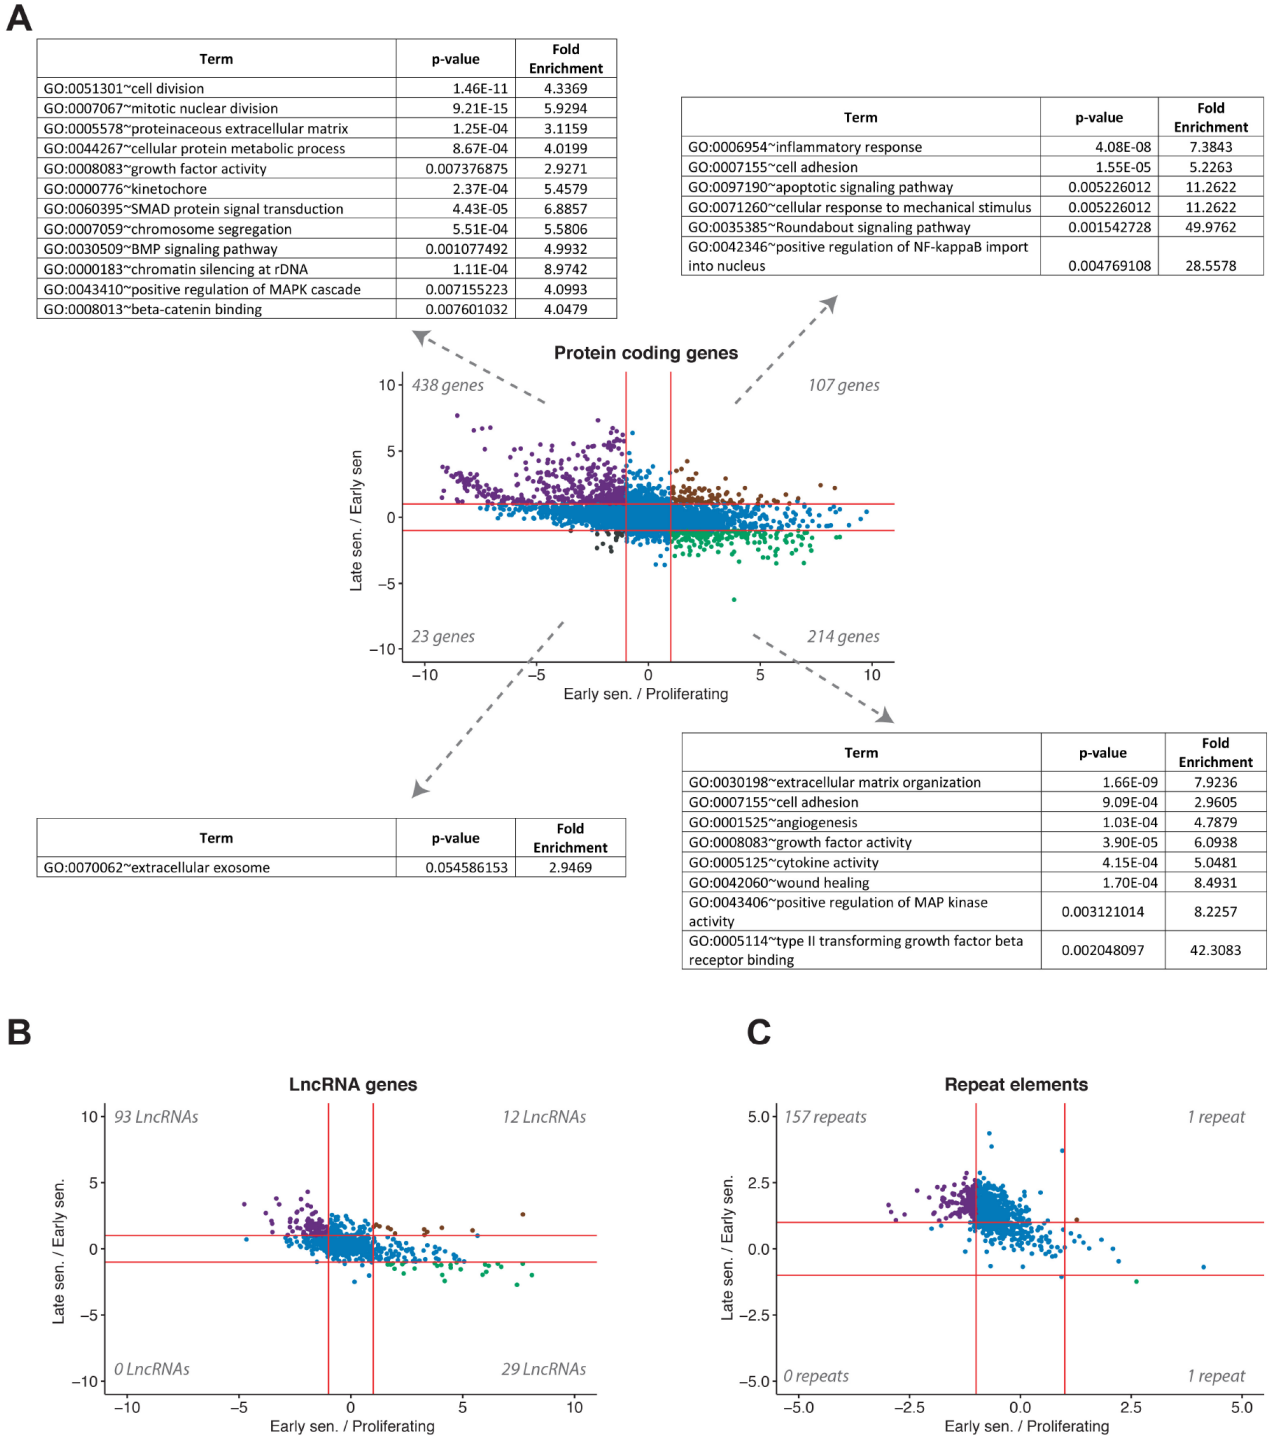 A
Term p-value Fold Enrichment
GO:0051301~cell division 1.46E-11 4.3369
GO:0007067~mitotic nuclear division 9.21E-15 5.9294
GO:0005578~proteinaceous extracellular matrix 1.25E-04 3.1159
GO:0044267~cellular protein metabolic process 8.67E-04 4.0199
GO:0008083~growth factor activity 0.007376875 2.9271
GO:0000776~kinetochore 2.37E-04 5.4579
GO:0060395~SMAD protein signal transduction 4.43E-05 6.8857
GO:0007059~chromosome segregation 5.51E-04 5.5806
GO:0030509~BMP signaling pathway 0.001077492 4.9932
GO:0000183~chromatin silencing at rDNA 1.11E-04 8.9742
GO:0043410~positive regulation of MAPK cascade 0.007155223 4.0993
GO:0008013~beta-catenin binding 0.007601032 4.0479
Term p-value Fold Enrichment
GO:0006954~inflammatory response 4.08E-08 7.3843
GO:0007155~cell adhesion 1.55E-05 5.2263
GO:0097190~apoptotic signaling pathway 0.005226012 11.2622
GO:0071260~cellular response to mechanical stimulus 0.005226012 11.2622
GO:0035385~Roundabout signaling pathway 0.001542728 49.9762
GO:0042346~positive regulation of NF-kappaB import
into nucleus 0.004769108 28.5578
Protein coding genes
438 genes
107 genes
23 genes
214 genes
10
5
0
−5
−10
Late sen. / Early sen
−10 −5 0 5 10
Early sen. / Proliferating
Term p-value Fold Enrichment
GO:0070062~extracellular exosome 0.054586153 2.9469
Term p-value Fold Enrichment
GO:0030198~extracellular matrix organization 1.66E-09 7.9236
GO:0007155~cell adhesion 9.09E-04 2.9605
GO:0001525~angiogenesis 1.03E-04 4.7879
GO:0008083~growth factor activity 3.90E-05 6.0938
GO:0005125~cytokine activity 4.15E-04 5.0481
GO:0042060~wound healing 1.70E-04 8.4931
GO:0043406~positive regulation of MAP kinase
activity 0.003121014 8.2257
GO:0005114~type II transforming growth factor beta
receptor binding 0.002048097 42.3083
B
LncRNA genes
93 LncRNAs
12 LncRNAs
0 LncRNAs
29 LncRNAs
10
5
0
−5
−10
Late sen. / Early sen.
−10 −5 0 5 10
Early sen. / Proliferating
C
Repeat elements
157 repeats
1 repeat
0 repeats
1 repeat
5.0
2.5
0.0
−2.5
−5.0
Late sen. / Early sen.
−5.0 −2.5 0.0 2.5 5.0
Early sen. / Proliferating